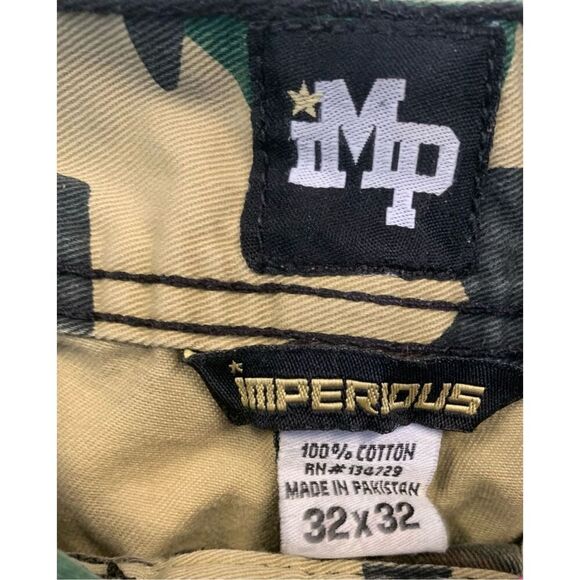 iMP
iMPERIOUS
100% COTTON
RN# 134729
MADE IN PAKISTAN
32 X 32